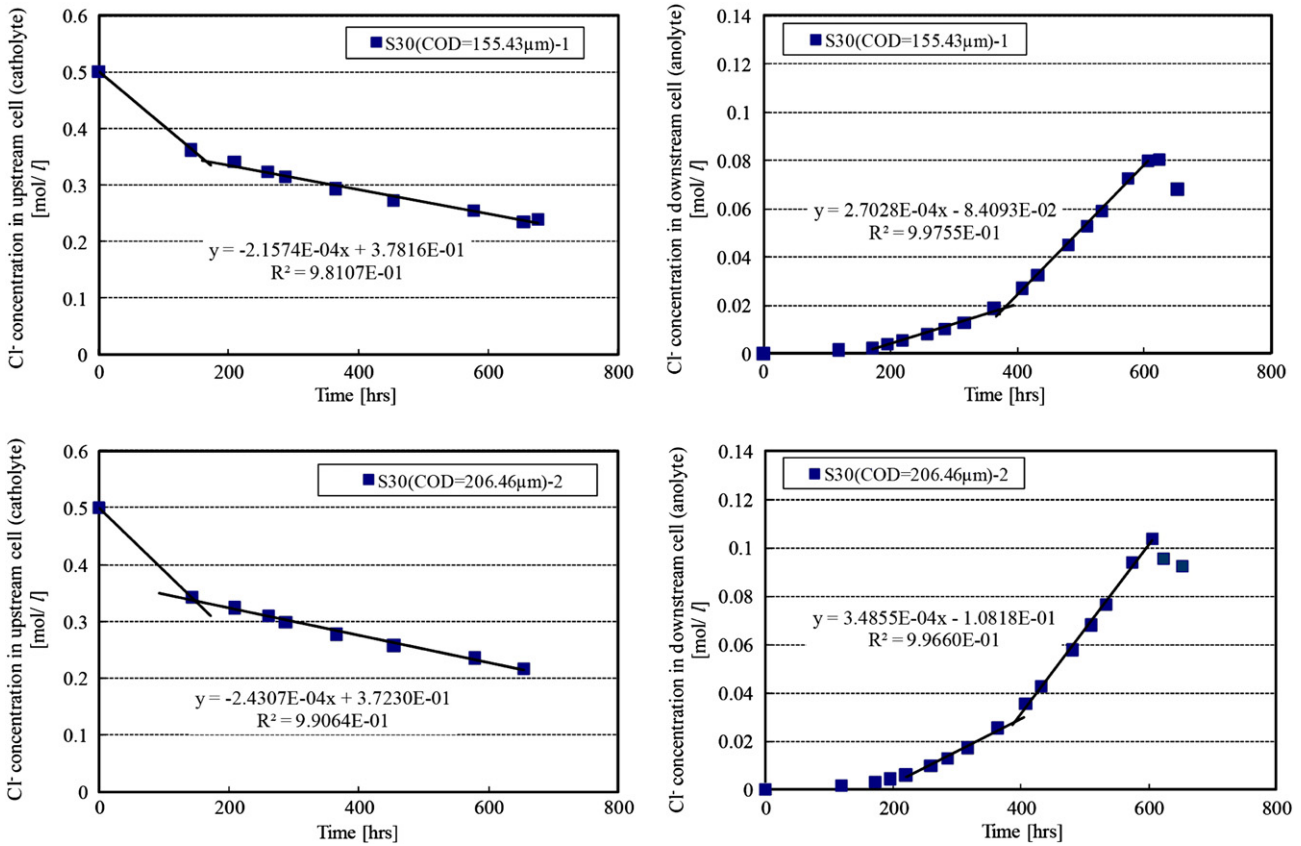 Cl⁻ concentration in upstream cell (catholyte)
[mol/ l]
0.6
0.5
0.4
0.3
0.2
0.1
0
S30(COD=155.43µm)-1
y = -2.1574E-04x + 3.7816E-01
R² = 9.8107E-01
0 200 400 600 800
Time [hrs]
Cl⁻ concentration in downstream cell (anolyte)
[mol/ l]
0.14
0.12
0.1
0.08
0.06
0.04
0.02
0
S30(COD=155.43µm)-1
y = 2.7028E-04x - 8.4093E-02
R² = 9.9755E-01
0 200 400 600 800
Time [hrs]
Cl⁻ concentration in upstream cell (catholyte)
[mol/ l]
0.6
0.5
0.4
0.3
0.2
0.1
0
S30(COD=206.46µm)-2
y = -2.4307E-04x + 3.7230E-01
R² = 9.9064E-01
0 200 400 600 800
Time [hrs]
Cl⁻ concentration in downstream cell (anolyte)
[mol/ l]
0.14
0.12
0.1
0.08
0.06
0.04
0.02
0
S30(COD=206.46µm)-2
y = 3.4855E-04x - 1.0818E-01
R² = 9.9660E-01
0 200 400 600 800
Time [hrs]